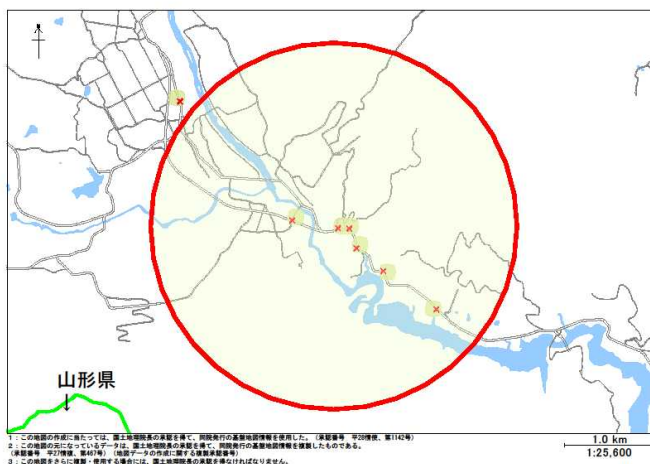 山形県
1.0 km
1:25,600
1：この地図の作成に当たっては、国土地理院長の承認を得て、同院発行の基盤地図情報を使用した。（承認番号　平28情使、第1142号）
2：この地図の元になっているデータは、国土地理院長の承認を得て、同院発行の基盤地図情報を複製したものである。
（承認番号　平27情複、第467号）（地図データの作成に関する複製承認番号）
3：この地図をさらに複製・使用する場合には、国土地理院長の承認を得なければなりません。